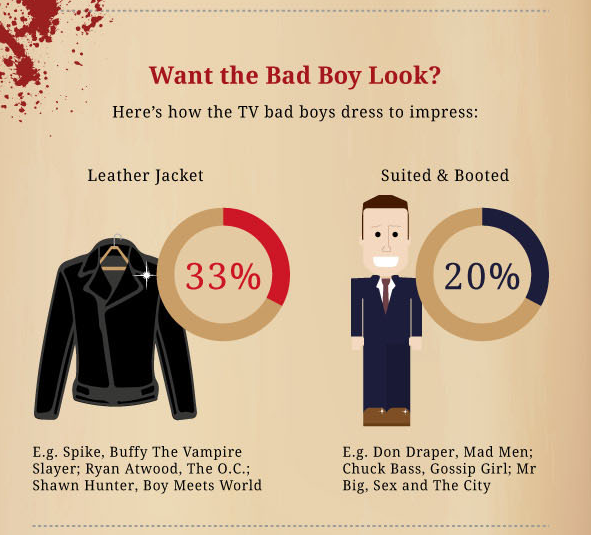 Want the Bad Boy Look?
Here's how the TV bad boys dress to impress:
Leather Jacket
33%
E.g. Spike, Buffy The Vampire
Slayer; Ryan Atwood, The O.C.;
Shawn Hunter, Boy Meets World
Suited & Booted
20%
E.g. Don Draper, Mad Men;
Chuck Bass, Gossip Girl; Mr
Big, Sex and The City